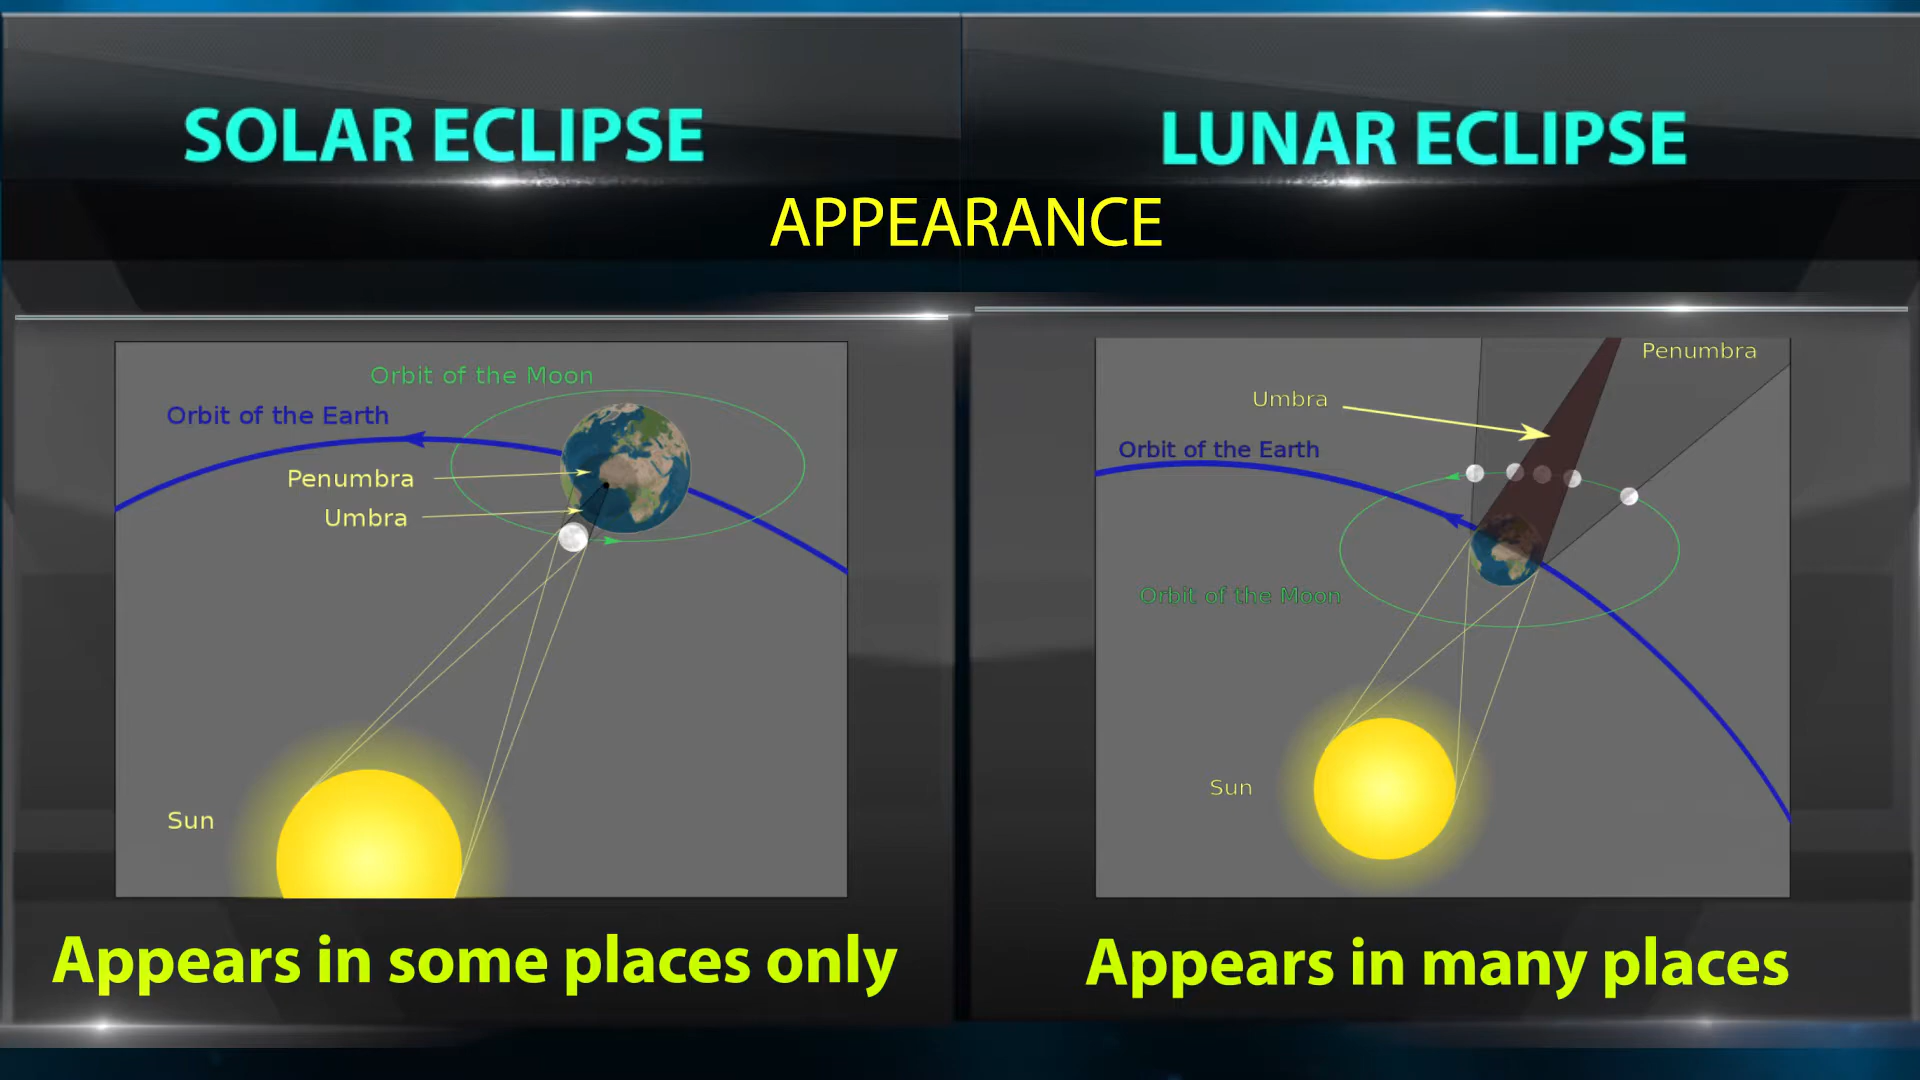 SOLAR ECLIPSE
LUNAR ECLIPSE
APPEARANCE
Orbit of the Moon
Orbit of the Earth
Penumbra
Umbra
Sun
Appears in some places only
Penumbra
Umbra
Orbit of the Earth
Orbit of the Moon
Sun
Appears in many places